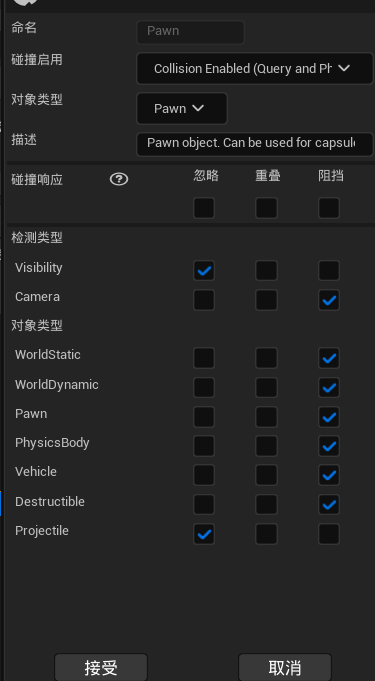 命名 Pawn
碰撞启用 Collision Enabled (Query and Ph
对象类型 Pawn
描述 Pawn object. Can be used for capsul
碰撞响应 ? 忽略 重叠 阻挡
检测类型
Visibility
Camera
对象类型
WorldStatic
WorldDynamic
Pawn
PhysicsBody
Vehicle
Destructible
Projectile
接受 取消